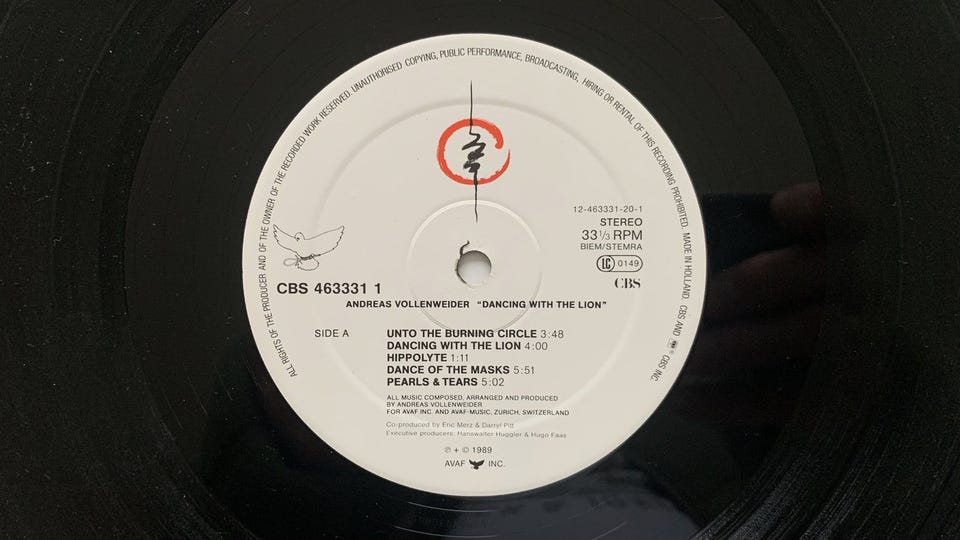 ALL RIGHTS OF THE PRODUCER AND OF THE OWNER OF THE RECORDED WORK RESERVED. UNAUTHORISED COPYING, PUBLIC PERFORMANCE, BROADCASTING, HIRING OR RENTAL OF THIS RECORDING PROHIBITED. MADE IN HOLLAND. CBS AND ® CBS INC.
12-463331-20-1
STEREO
33⅓ RPM
BIEM/STEMRA
LC 0149
CBS
CBS 463331 1
ANDREAS VOLLENWEIDER "DANCING WITH THE LION"
SIDE A
UNTO THE BURNING CIRCLE 3:48
DANCING WITH THE LION 4:00
HIPPOLYTE 1:11
DANCE OF THE MASKS 5:51
PEARLS & TEARS 5:02
ALL MUSIC COMPOSED, ARRANGED AND PRODUCED
BY ANDREAS VOLLENWEIDER
FOR AVAF INC. AND AVAF-MUSIC, ZURICH, SWITZERLAND
Co-produced by Eric Merz & Darryl Pitt
Executive producers: Hanswalter Huggler & Hugo Faas
℗ + © 1989
AVAF INC.